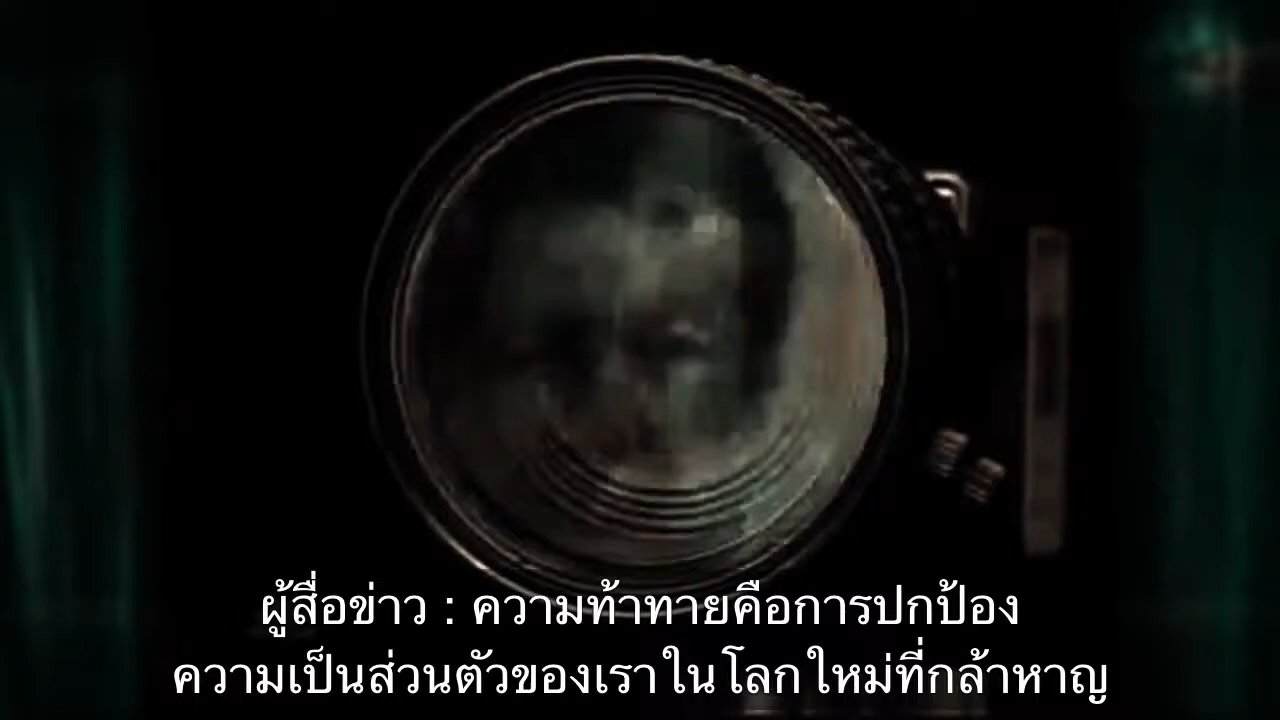 ผู้สื่อข่าว : ความท้าทายคือการปกป้อง
ความเป็นส่วนตัวของเราในโลกใหม่ที่กล้าหาญ